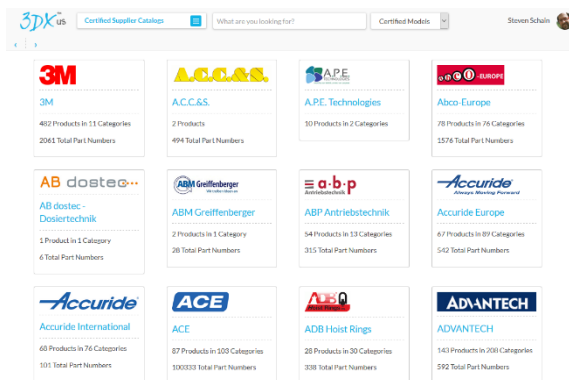 3DX™us Certified Supplier Catalogs What are you looking for? Certified Models Steven Schain
3M
3M
482 Products in 11 Categories
2061 Total Part Numbers
A.C.C.&S.
A.C.C.&S.
2 Products
494 Total Part Numbers
A.P.E.
A.P.E. Technologies
10 Products in 2 Categories
-EUROPE
Abco-Europe
78 Products in 76 Categories
1576 Total Part Numbers
AB dostec
AB dostec -
Dosiertechnik
1 Product in 1 Category
6 Total Part Numbers
ABM Greiffenberger
ABM Greiffenberger
2 Products in 1 Category
28 Total Part Numbers
a·b·p
Antriebstechnik
ABP Antriebstechnik
54 Products in 13 Categories
315 Total Part Numbers
Accuride
Always Moving Forward
Accuride Europe
67 Products in 89 Categories
542 Total Part Numbers
Accuride
Accuride International
68 Products in 76 Categories
101 Total Part Numbers
ACE
ACE
87 Products in 103 Categories
100333 Total Part Numbers
ADB
Hoist Rings
ADB Hoist Rings
28 Products in 30 Categories
338 Total Part Numbers
ADVANTECH
ADVANTECH
143 Products in 208 Categories
592 Total Part Numbers